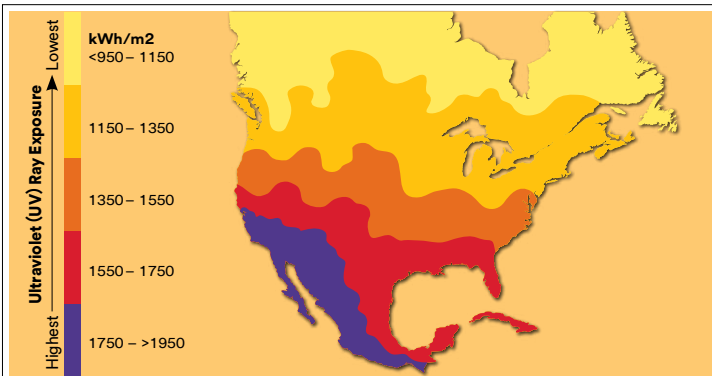 Ultraviolet (UV) Ray Exposure
Lowest
Highest
kWh/m2
<950 – 1150
1150 – 1350
1350 – 1550
1550 – 1750
1750 – >1950